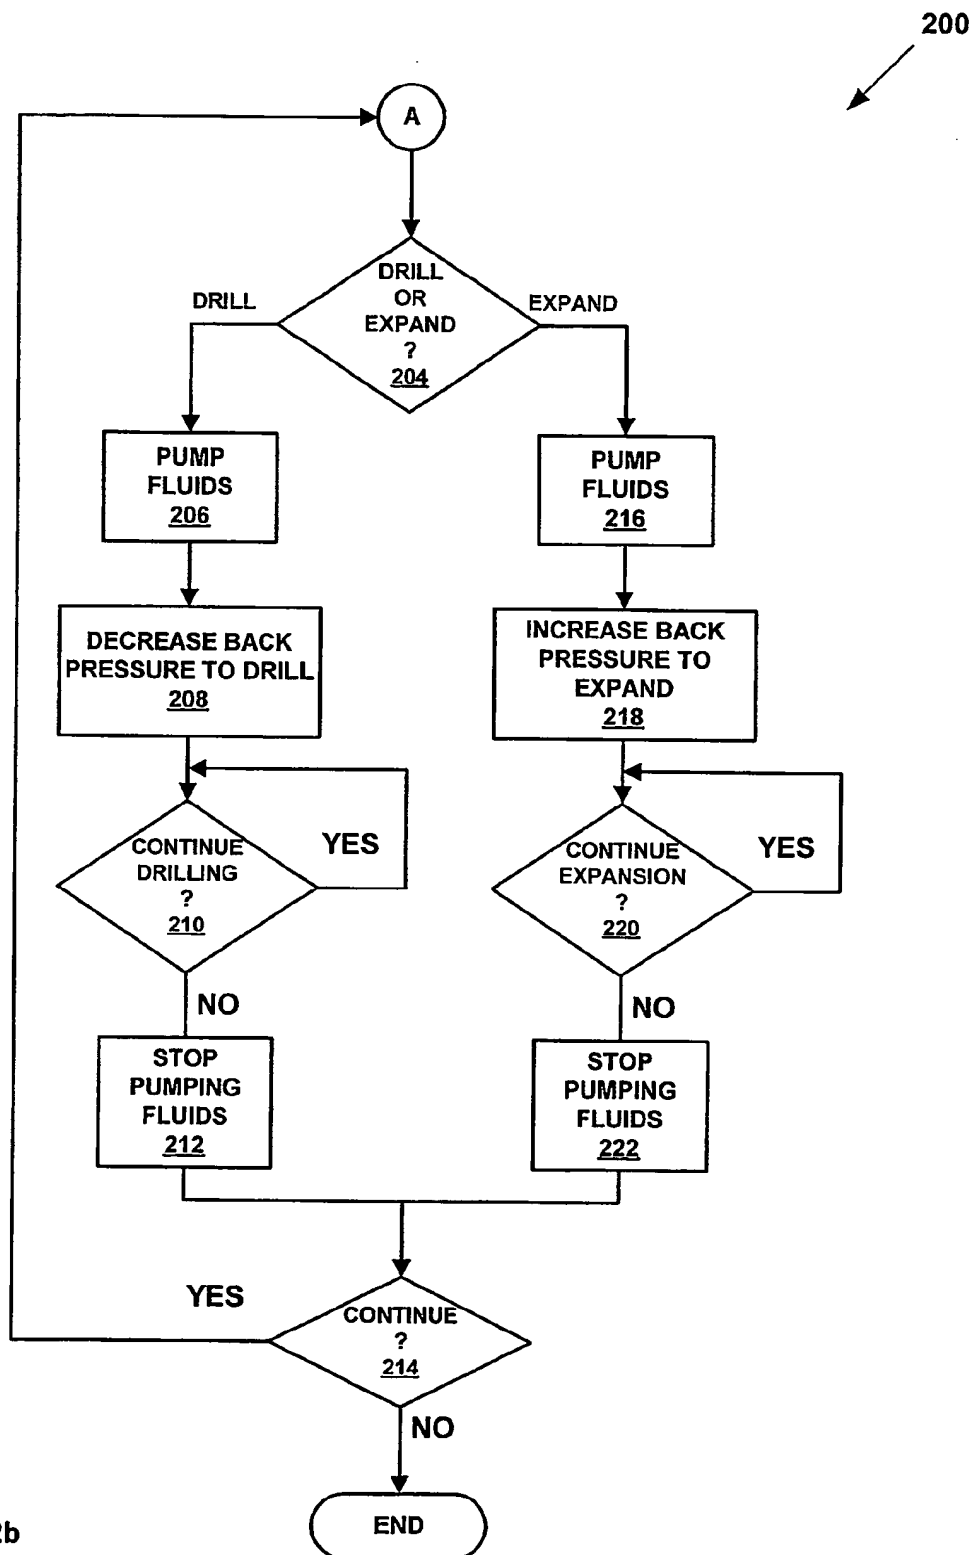 200
A
DRILL
OR
EXPAND
?
204
DRILL
EXPAND
PUMP
FLUIDS
206
PUMP
FLUIDS
216
DECREASE BACK
PRESSURE TO DRILL
208
INCREASE BACK
PRESSURE TO
EXPAND
218
CONTINUE
DRILLING
?
210
YES
CONTINUE
EXPANSION
?
220
YES
NO
NO
STOP
PUMPING
FLUIDS
212
STOP
PUMPING
FLUIDS
222
YES
CONTINUE
?
214
NO
END
2b